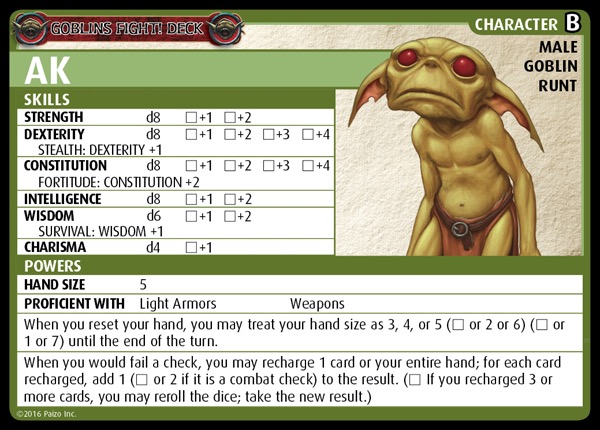 GOBLINS FIGHT! DECK
CHARACTER B
AK
MALE
GOBLIN
RUNT
SKILLS
STRENGTH d8 □ +1 □ +2
DEXTERITY d8 □ +1 □ +2 □ +3 □ +4
STEALTH: DEXTERITY +1
CONSTITUTION d8 □ +1 □ +2 □ +3 □ +4
FORTITUDE: CONSTITUTION +2
INTELLIGENCE d8 □ +1 □ +2
WISDOM d6 □ +1 □ +2
SURVIVAL: WISDOM +1
CHARISMA d4 □ +1
POWERS
HAND SIZE 5
PROFICIENT WITH Light Armors Weapons
When you reset your hand, you may treat your hand size as 3, 4, or 5 (□ or 2 or 6) (□ or
1 or 7) until the end of the turn.
When you would fail a check, you may recharge 1 card or your entire hand; for each card
recharged, add 1 (□ or 2 if it is a combat check) to the result. (□ If you recharged 3 or
more cards, you may reroll the dice; take the new result.)
©2016 Paizo Inc.